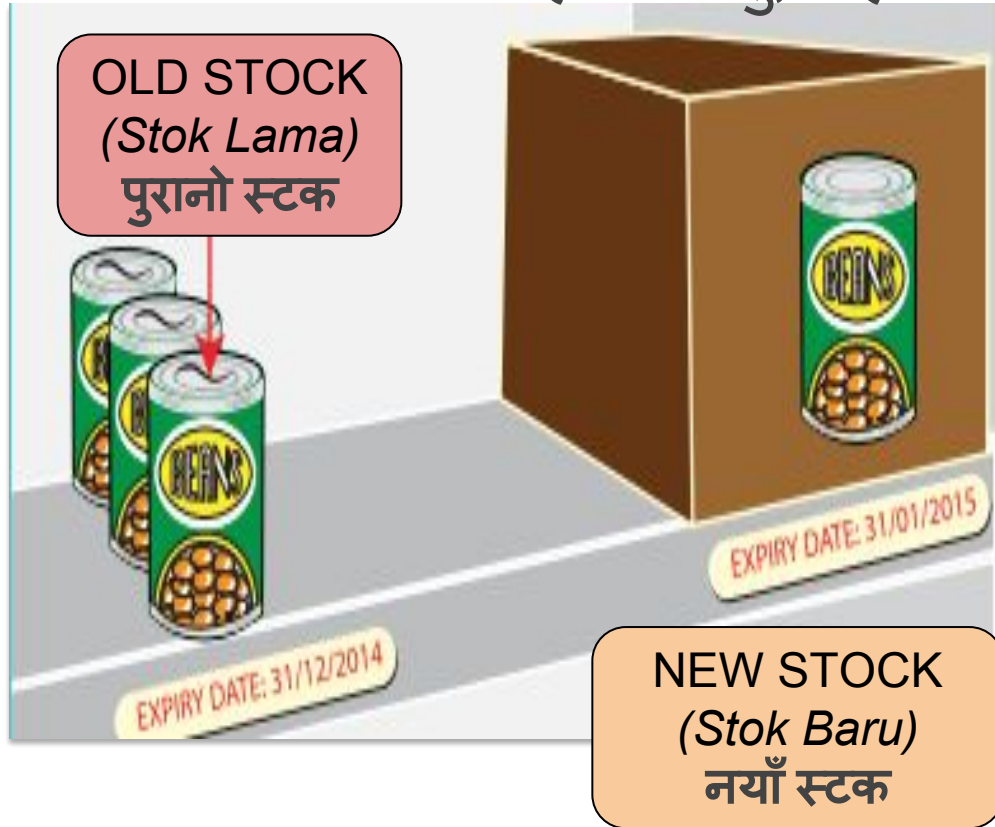 OLD STOCK
(Stok Lama)
पुरानो स्टक
BEANS
BEANS
EXPIRY DATE: 31/01/2015
EXPIRY DATE: 31/12/2014
NEW STOCK
(Stok Baru)
नयाँ स्टक